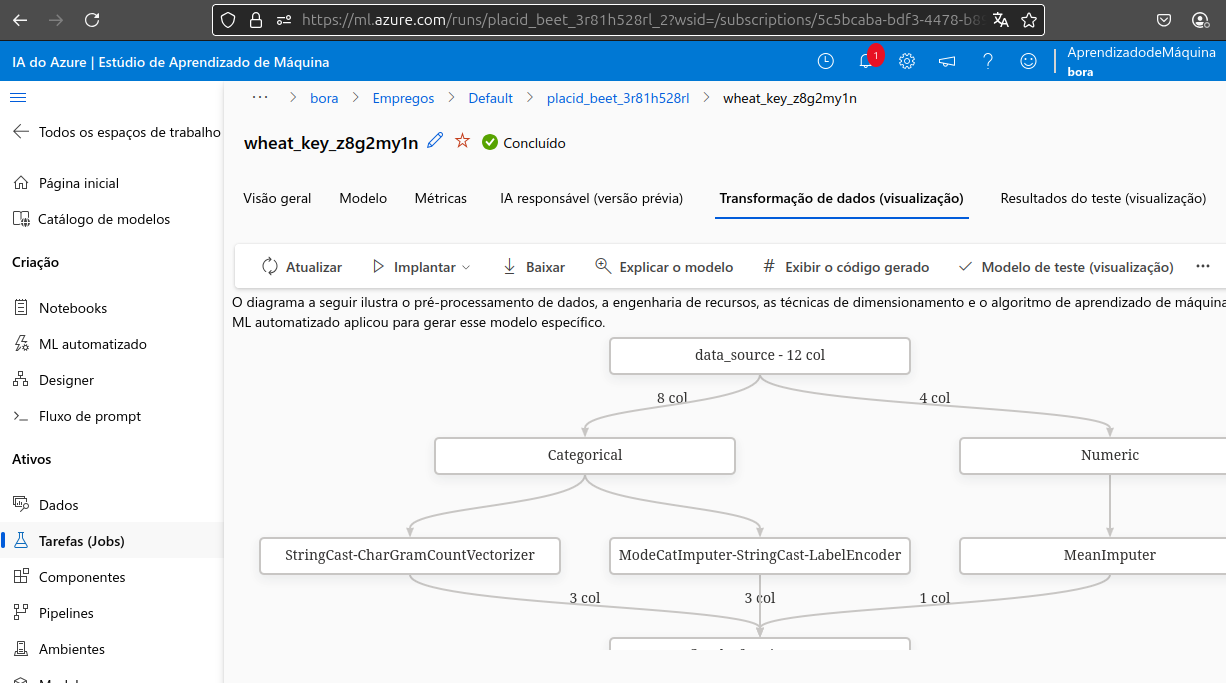 https://ml.azure.com/runs/placid_beet_3r81h528rl_2?wsid=/subscriptions/5c5bcaba-bdf3-4478-b8
IA do Azure | Estúdio de Aprendizado de Máquina
1
AprendizadodeMáquina
bora
... > bora > Empregos > Default > placid_beet_3r81h528rl > wheat_key_z8g2my1n
Todos os espaços de trabalho
wheat_key_z8g2my1n Concluído
Página inicial
Catálogo de modelos
Criação
Notebooks
ML automatizado
Designer
Fluxo de prompt
Ativos
Dados
Tarefas (Jobs)
Componentes
Pipelines
Ambientes
Visão geral Modelo Métricas IA responsável (versão prévia) Transformação de dados (visualização) Resultados do teste (visualização)
Atualizar Implantar Baixar Explicar o modelo # Exibir o código gerado Modelo de teste (visualização) ...
O diagrama a seguir ilustra o pré-processamento de dados, a engenharia de recursos, as técnicas de dimensionamento e o algoritmo de aprendizado de máquina
ML automatizado aplicou para gerar esse modelo específico.
data_source - 12 col
8 col 4 col
Categorical Numeric
StringCast-CharGramCountVectorizer ModeCatImputer-StringCast-LabelEncoder MeanImputer
3 col 3 col 1 col